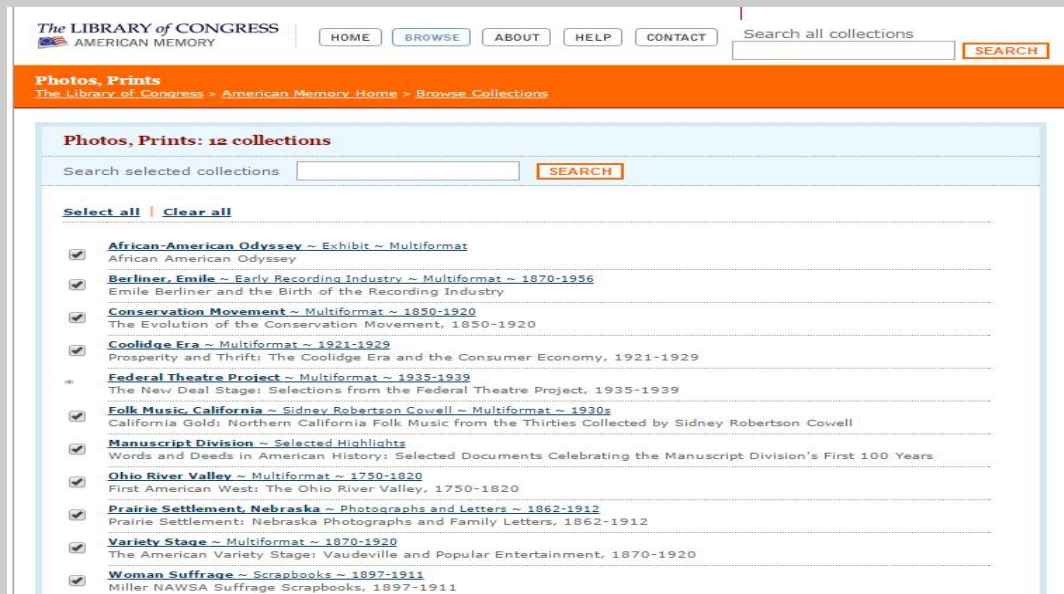 The LIBRARY of CONGRESS
AMERICAN MEMORY
HOME BROWSE ABOUT HELP CONTACT
Search all collections
SEARCH
Photos, Prints
The Library of Congress > American Memory Home > Browse Collections
Photos, Prints: 12 collections
Search selected collections SEARCH
Select all | Clear all
African-American Odyssey ~ Exhibit ~ Multiformat
African American Odyssey
Berliner, Emile ~ Early Recording Industry ~ Multiformat ~ 1870-1956
Emile Berliner and the Birth of the Recording Industry
Conservation Movement ~ Multiformat ~ 1850-1920
The Evolution of the Conservation Movement, 1850-1920
Coolidge Era ~ Multiformat ~ 1921-1929
Prosperity and Thrift: The Coolidge Era and the Consumer Economy, 1921-1929
* Federal Theatre Project ~ Multiformat ~ 1935-1939
The New Deal Stage: Selections from the Federal Theatre Project, 1935-1939
Folk Music, California ~ Sidney Robertson Cowell ~ Multiformat ~ 1930s
California Gold: Northern California Folk Music from the Thirties Collected by Sidney Robertson Cowell
Manuscript Division ~ Selected Highlights
Words and Deeds in American History: Selected Documents Celebrating the Manuscript Division's First 100 Years
Ohio River Valley ~ Multiformat ~ 1750-1820
First American West: The Ohio River Valley, 1750-1820
Prairie Settlement, Nebraska ~ Photographs and Letters ~ 1862-1912
Prairie Settlement: Nebraska Photographs and Family Letters, 1862-1912
Variety Stage ~ Multiformat ~ 1870-1920
The American Variety Stage: Vaudeville and Popular Entertainment, 1870-1920
Woman Suffrage ~ Scrapbooks ~ 1897-1911
Miller NAWSA Suffrage Scrapbooks, 1897-1911